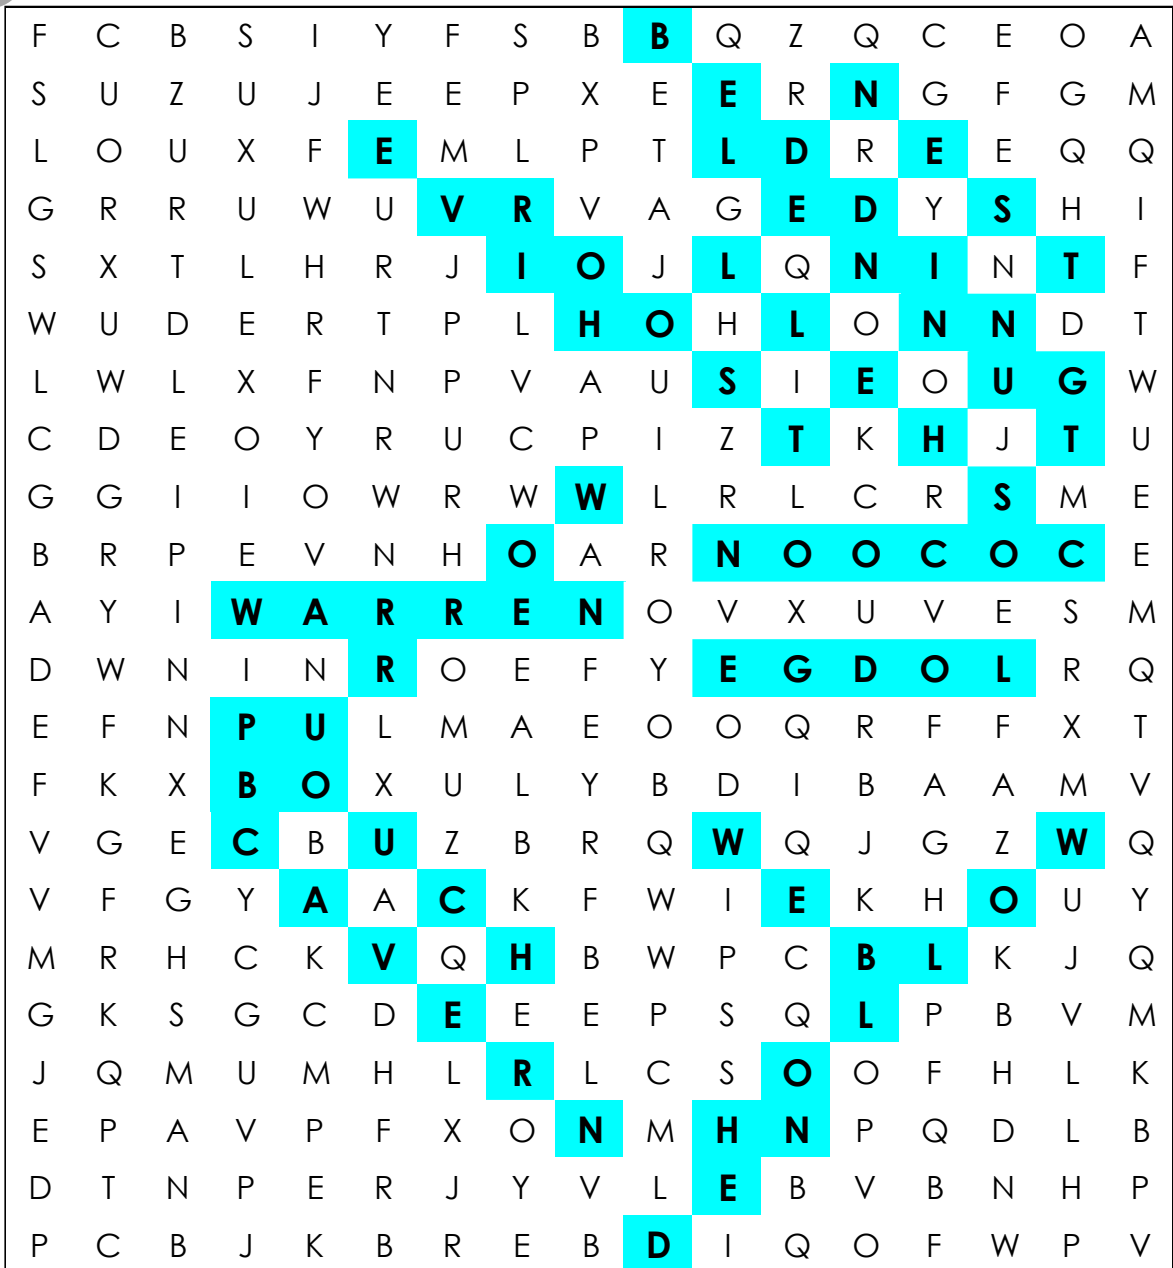 F C B S I Y F S B B Q Z Q C E O A
S U Z U J E E P X E E R N G F G M
L O U X F E M L P T L D R E E Q Q
G R R U W U V R V A G E D Y S H I
S X T L H R J I O J L Q N I N T F
W U D E R T P L H O H L O N N D T
L W L X F N P V A U S I E O U G W
C D E O Y R U C P I Z T K H J T U
G G I I O W R W W L R L C R S M E
B R P E V N H O A R N O O C O C E
A Y I W A R R E N O V X U V E S M
D W N I N R O E F Y E G D O L R Q
E F N P U L M A E O O Q R F F X T
F K X B O X U L Y B D I B A A M V
V G E C B U Z B R Q W Q J G Z W Q
V F G Y A A C K F W I E K H O U Y
M R H C K V Q H B W P C B L K J Q
G K S G C D E E E P S Q L P B V M
J Q M U M H L R L C S O O F H L K
E P A V P F X O N M H N P Q D L B
D T N P E R J Y V L E B V B N H P
P C B J K B R E B D I Q O F W P V